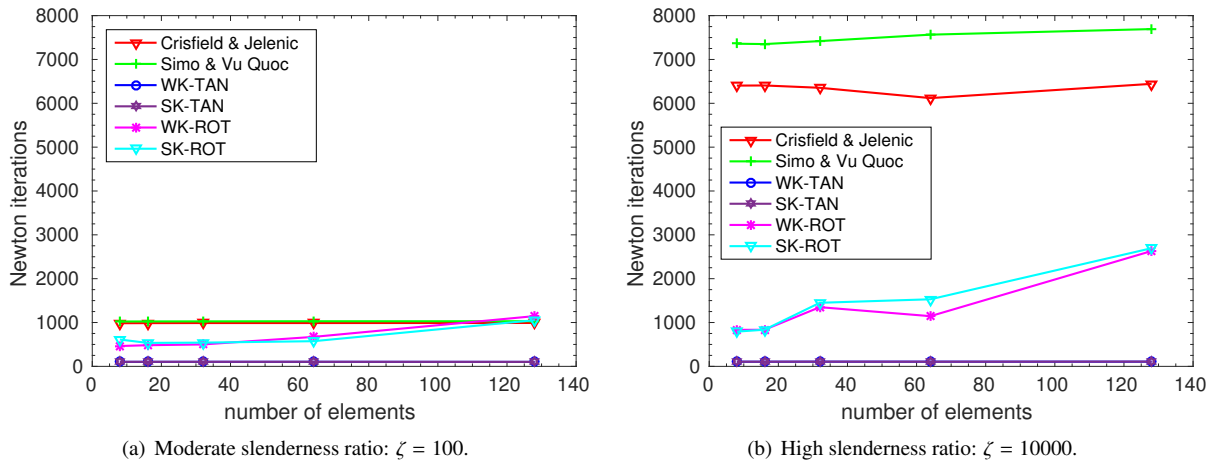 8000
7000
6000
5000
4000
3000
2000
1000
0
Newton iterations
Crisfield & Jelenic
Simo & Vu Quoc
WK-TAN
SK-TAN
WK-ROT
SK-ROT
0 20 40 60 80 100 120 140
number of elements
(a) Moderate slenderness ratio: ζ = 100.
8000
7000
6000
5000
4000
3000
2000
1000
0
Newton iterations
Crisfield & Jelenic
Simo & Vu Quoc
WK-TAN
SK-TAN
WK-ROT
SK-ROT
0 20 40 60 80 100 120 140
number of elements
(b) High slenderness ratio: ζ = 10000.